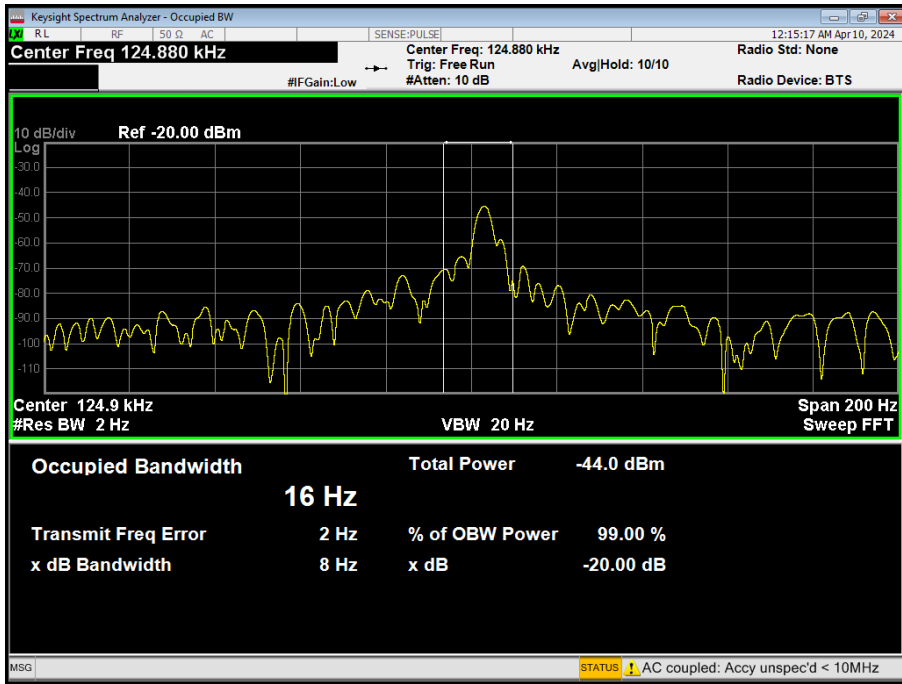 Keysight Spectrum Analyzer - Occupied BW
LXI RL RF 50 Ω AC SENSE:PULSE 12:15:17 AM Apr 10, 2024
Center Freq 124.880 kHz Center Freq: 124.880 kHz Radio Std: None
Trig: Free Run Avg|Hold: 10/10
#IFGain:Low #Atten: 10 dB Radio Device: BTS
10 dB/div Ref -20.00 dBm
Log
-30.0
-40.0
-50.0
-60.0
-70.0
-80.0
-90.0
-100
-110
Center 124.9 kHz Span 200 Hz
#Res BW 2 Hz VBW 20 Hz Sweep FFT
Occupied Bandwidth Total Power -44.0 dBm
16 Hz
Transmit Freq Error 2 Hz % of OBW Power 99.00 %
x dB Bandwidth 8 Hz x dB -20.00 dB
MSG STATUS AC coupled: Accy unspec'd < 10MHz